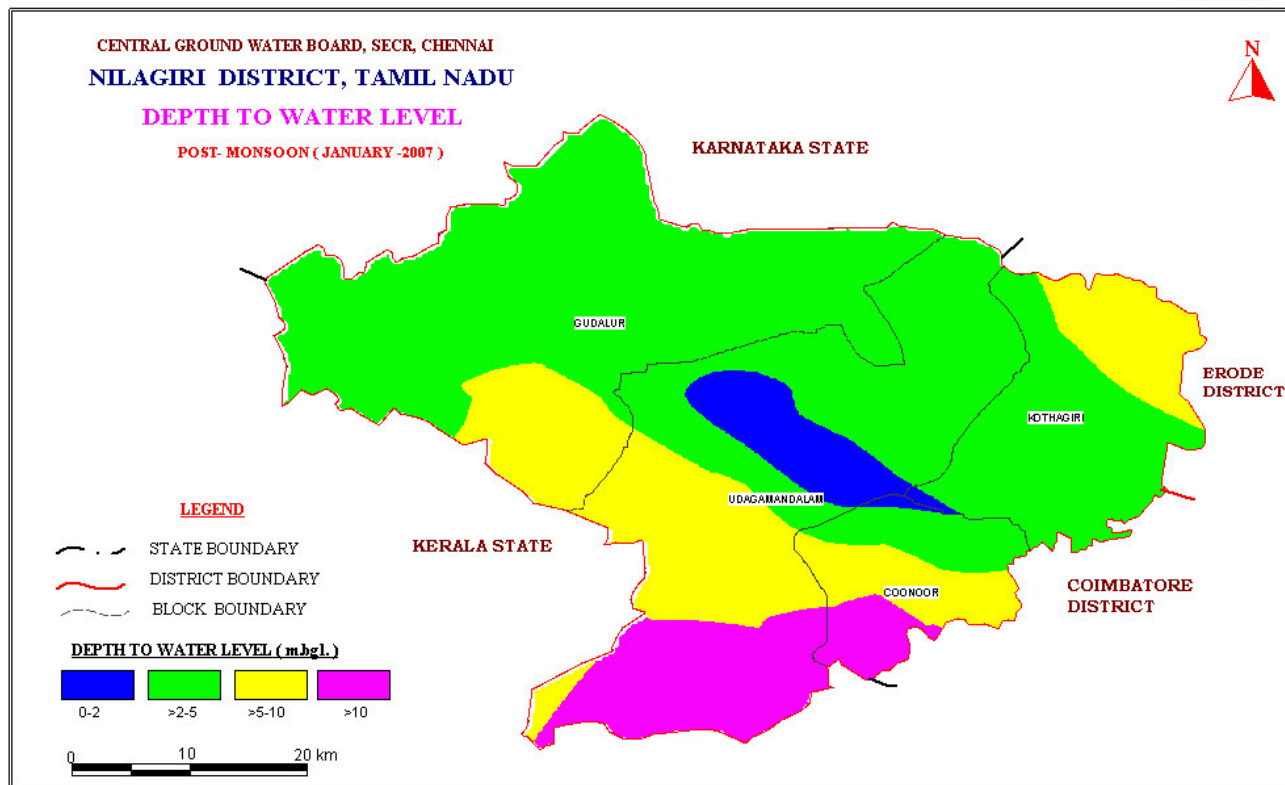 CENTRAL GROUND WATER BOARD, SECR, CHENNAI
NILAGIRI DISTRICT, TAMIL NADU
DEPTH TO WATER LEVEL
POST- MONSOON ( JANUARY -2007 )
N
KARNATAKA STATE
GUDALUR
ERODE
DISTRICT
KOTHAGIRI
UDAGAMANDALAM
KERALA STATE
COONOOR
COIMBATORE
DISTRICT
LEGEND
STATE BOUNDARY
DISTRICT BOUNDARY
BLOCK BOUNDARY
DEPTH TO WATER LEVEL ( m.bgl. )
0-2 >2-5 >5-10 >10
0 10 20 km